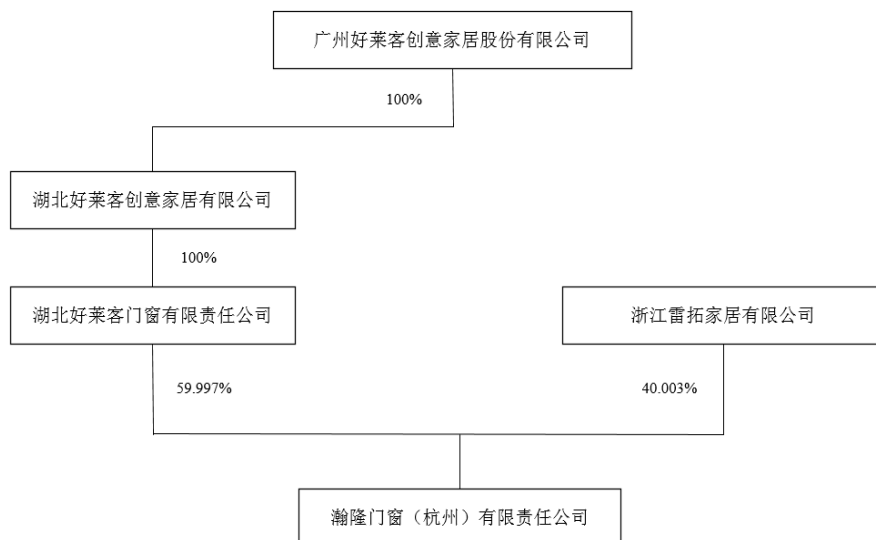 广州好莱客创意家居股份有限公司
100%
湖北好莱客创意家居有限公司
100%
湖北好莱客门窗有限责任公司
浙江雷拓家居有限公司
59.997%
40.003%
瀚隆门窗（杭州）有限责任公司